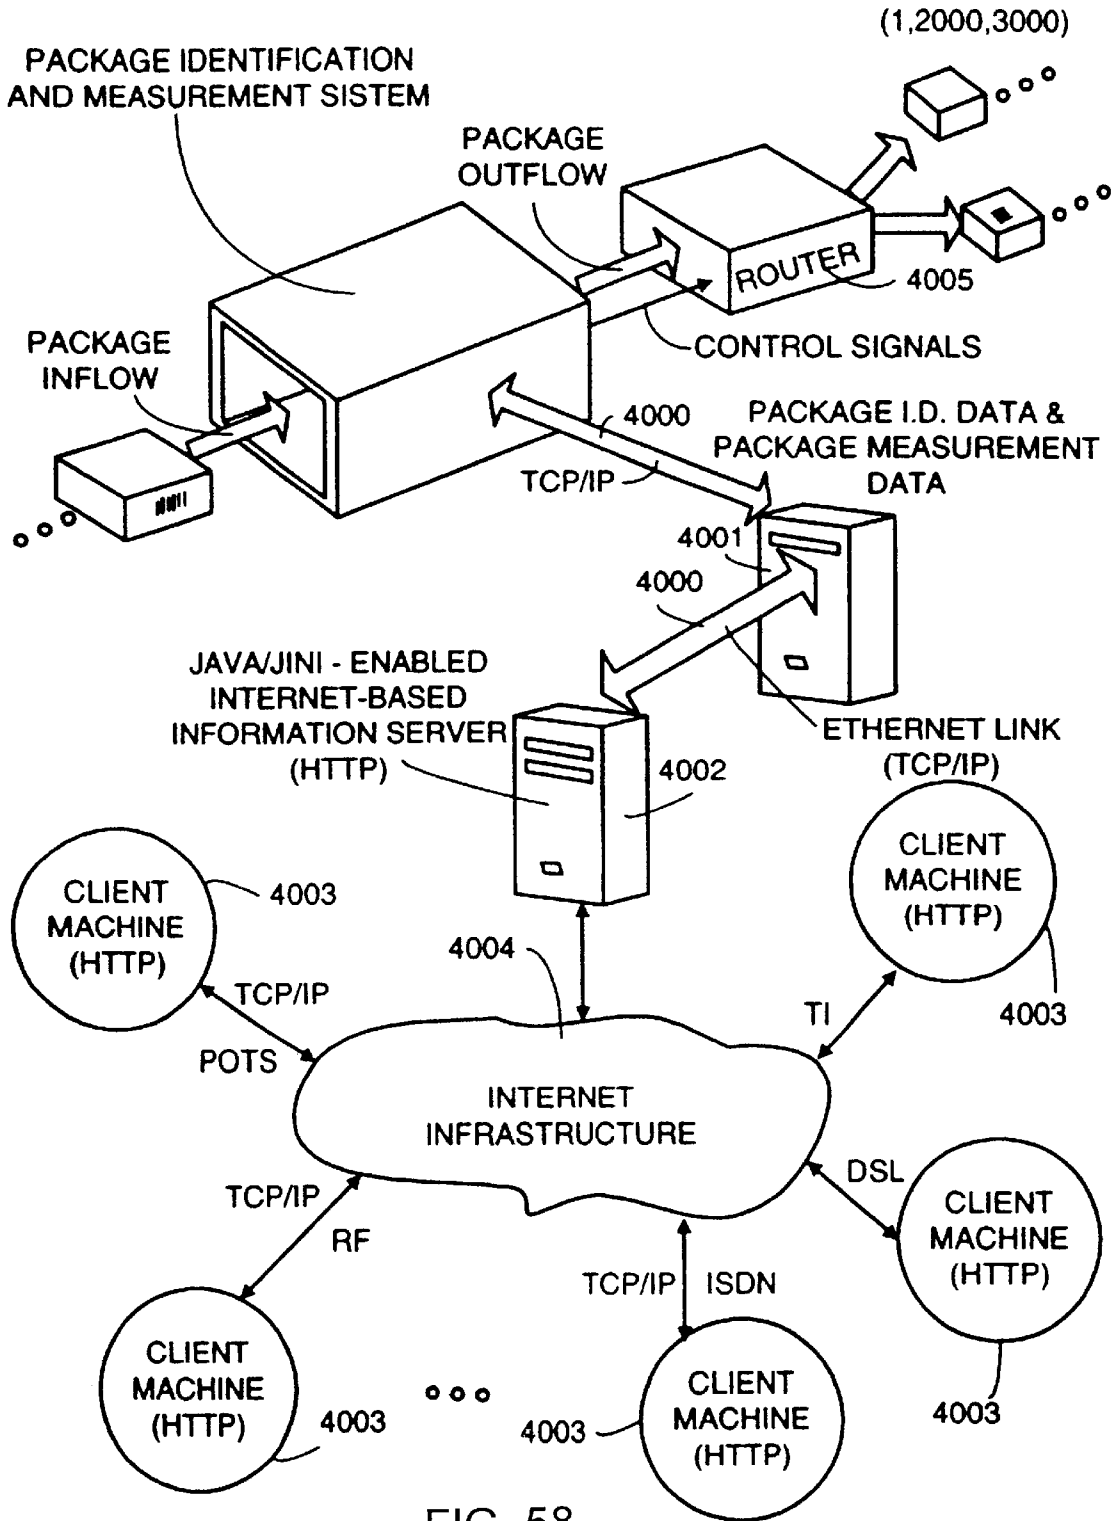 (1,2000,3000)
PACKAGE IDENTIFICATION
AND MEASUREMENT SISTEM
PACKAGE
OUTFLOW
ROUTER
4005
PACKAGE
INFLOW
CONTROL SIGNALS
4000
TCP/IP
PACKAGE I.D. DATA &
PACKAGE MEASUREMENT
DATA
4001
4000
JAVA/JINI - ENABLED
INTERNET-BASED
INFORMATION SERVER
(HTTP)
ETHERNET LINK
(TCP/IP)
4002
CLIENT
MACHINE
(HTTP)
4003
CLIENT
MACHINE
(HTTP)
4003
4004
TCP/IP
POTS
TI
INTERNET
INFRASTRUCTURE
TCP/IP
RF
DSL
CLIENT
MACHINE
(HTTP)
4003
TCP/IP
ISDN
CLIENT
MACHINE
(HTTP)
4003
CLIENT
MACHINE
(HTTP)
4003
FIG. 58